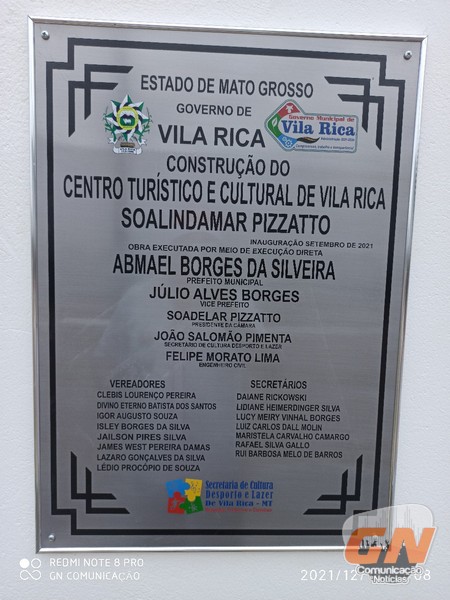 ESTADO DE MATO GROSSO
GOVERNO DE
VILA RICA
Governo Municipal de
Vila Rica
CONSTRUÇÃO DO
CENTRO TURÍSTICO E CULTURAL DE VILA RICA
SOALINDAMAR PIZZATTO
INAUGURAÇÃO SETEMBRO DE 2021
OBRA EXECUTADA POR MEIO DE EXECUÇÃO DIRETA
ABMAEL BORGES DA SILVEIRA
PREFEITO MUNICIPAL
JÚLIO ALVES BORGES
VICE PREFEITO
SOADELAR PIZZATTO
PRESIDENTE DA CÂMARA
JOÃO SALOMÃO PIMENTA
SECRETÁRIO DE CULTURA DESPORTO E LAZER
FELIPE MORATO LIMA
ENGENHEIRO CIVIL
VEREADORES
CLEBIS LOURENÇO PEREIRA
DIVINO ETERNO BATISTA DOS SANTOS
IGOR AUGUSTO SOUZA
ISLEY BORGES DA SILVA
JAILSON PIRES SILVA
JAMES WEST PEREIRA DAMAS
LAZARO GONÇALVES DA SILVA
LÉDIO PROCÓPIO DE SOUZA
SECRETÁRIOS
DAIANE RICKOWSKI
LIDIANE HEIMERDINGER SILVA
LUCY MEIRY VINHAL BORGES
LUIZ CARLOS DALL MOLIN
MARISTELA CARVALHO CAMARGO
RAFAEL SILVA GALLO
RUI BARBOSA MELO DE BARROS
Secretaria de Cultura
Desporto e Lazer
De Vila Rica - MT
REDMI NOTE 8 PRO
GN COMUNICAÇÃO
2021/12/
08
GN
Comunicação
Notícias